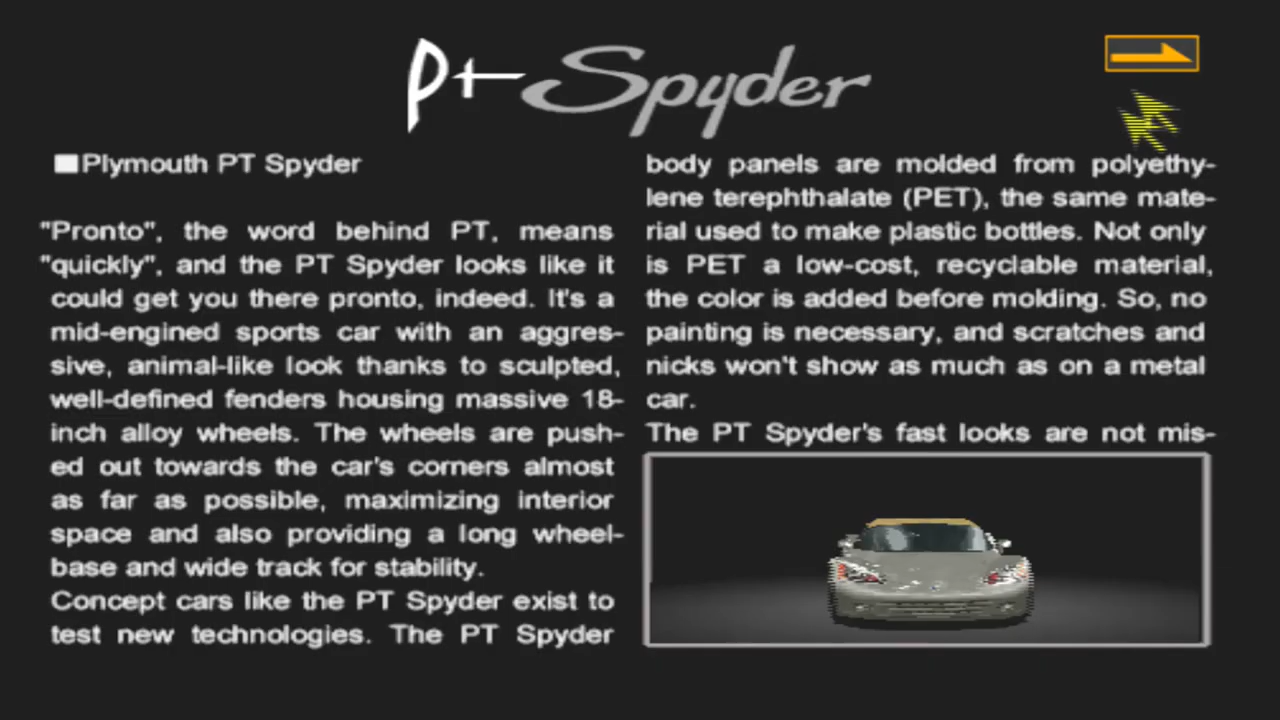 Pt Spyder
■Plymouth PT Spyder
"Pronto", the word behind PT, means
"quickly", and the PT Spyder looks like it
could get you there pronto, indeed. It's a
mid-engined sports car with an aggres-
sive, animal-like look thanks to sculpted,
well-defined fenders housing massive 18-
inch alloy wheels. The wheels are push-
ed out towards the car's corners almost
as far as possible, maximizing interior
space and also providing a long wheel-
base and wide track for stability.
Concept cars like the PT Spyder exist to
test new technologies. The PT Spyder
body panels are molded from polyethy-
lene terephthalate (PET), the same mate-
rial used to make plastic bottles. Not only
is PET a low-cost, recyclable material,
the color is added before molding. So, no
painting is necessary, and scratches and
nicks won't show as much as on a metal
car.
The PT Spyder's fast looks are not mis-